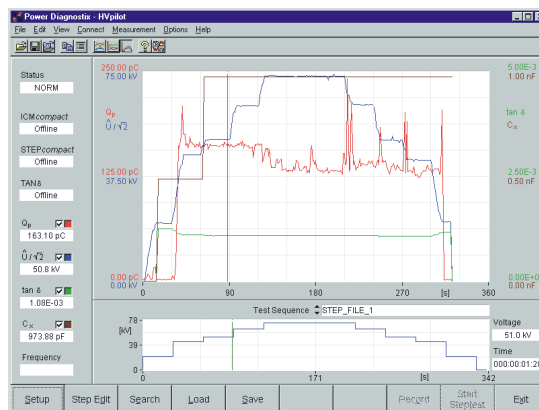 Power Diagnostix - HVpilot
File Edit View Connect Measurement Options Help
Status
NORM
ICMcompact
Offline
STEPcompact
Offline
TANδ
Offline
Qp
163.10 pC
Û/√2
50.8 kV
tan δ
1.08E-03
Cx
973.88 pF
Frequency
250.00 pC
75.00 kV
Qp
Û/√2
125.00 pC
37.50 kV
0.00 pC
0.00 kV
5.00E-3
1.00 nF
tan δ
Cx
2.50E-3
0.50 nF
0.00E+0
0.00 nF
0 90 180 270 [s] 360
Test Sequence STEP_FILE_1
78
[kV]
0
0 171 [s] 342
Voltage
51.0 kV
Time
000:00:01:2
Setup Step Edit Search Load Save Record Start Steptest Exit